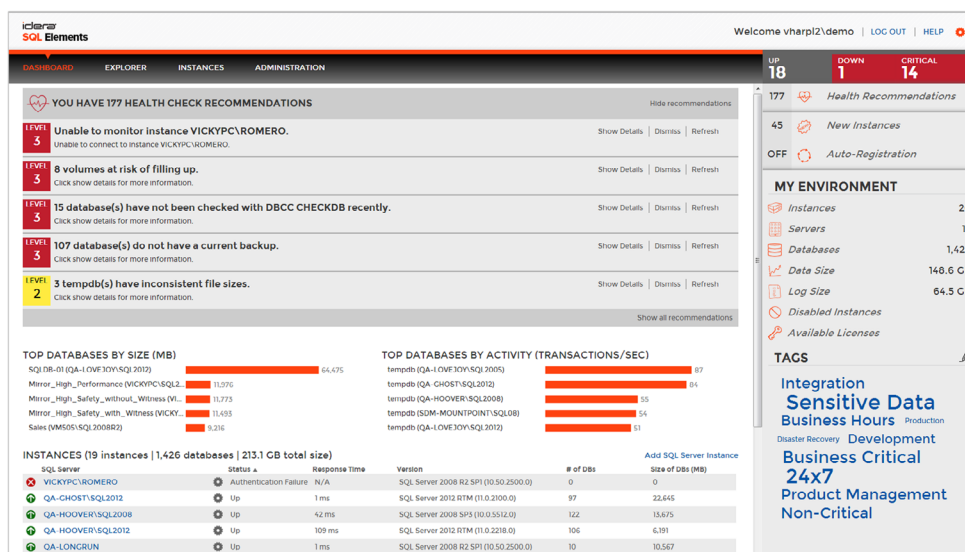 idera
SQL Elements
Welcome vharpl2\demo | LOG OUT | HELP
DASHBOARD EXPLORER INSTANCES ADMINISTRATION
UP 18 DOWN 1 CRITICAL 14
YOU HAVE 177 HEALTH CHECK RECOMMENDATIONS Hide recommendations
LEVEL 3 Unable to monitor instance VICKYPC\ROMERO. Show Details | Dismiss | Refresh
Unable to connect to instance VICKYPC\ROMERO.
LEVEL 3 8 volumes at risk of filling up. Show Details | Dismiss | Refresh
Click show details for more information.
LEVEL 3 15 database(s) have not been checked with DBCC CHECKDB recently. Show Details | Dismiss | Refresh
Click show details for more information.
LEVEL 3 107 database(s) do not have a current backup. Show Details | Dismiss | Refresh
Click show details for more information.
LEVEL 2 3 tempdb(s) have inconsistent file sizes. Show Details | Dismiss | Refresh
Click show details for more information.
Show all recommendations
177 Health Recommendations
45 New Instances
OFF Auto-Registration
MY ENVIRONMENT
Instances 2
Servers 1
Databases 1,42
Data Size 148.6 G
Log Size 64.5 G
Disabled Instances
Available Licenses
TAGS
Integration
Sensitive Data
Business Hours Production
Disaster Recovery Development
Business Critical
24x7
Product Management
Non-Critical
TOP DATABASES BY SIZE (MB)
SQLDB-01 (QA-LOVEJOY\SQL2012) 64,475
Mirror_High_Performance (VICKYPC\SQL2... 11,976
Mirror_High_Safety_without_Witness (VI... 11,773
Mirror_High_Safety_with_Witness (VICKY... 11,493
Sales (VM505\SQL2008R2) 9,216
TOP DATABASES BY ACTIVITY (TRANSACTIONS/SEC)
tempdb (QA-LOVEJOY\SQL2005) 87
tempdb (QA-GHOST\SQL2012) 84
tempdb (QA-HOOVER\SQL2008) 55
tempdb (SDM-MOUNTPOINT\SQL08) 54
tempdb (QA-LOVEJOY\SQL2012) 51
INSTANCES (19 instances | 1,426 databases | 213.1 GB total size) Add SQL Server Instance
SQL Server Status Response Time Version # of DBs Size of DBs (MB)
VICKYPC\ROMERO Authentication Failure N/A SQL Server 2008 R2 SP1 (10.50.2500.0) 0 0
QA-GHOST\SQL2012 Up 1 ms SQL Server 2012 RTM (11.0.2100.0) 97 22,645
QA-HOOVER\SQL2008 Up 42 ms SQL Server 2008 SP3 (10.0.5512.0) 122 13,675
QA-HOOVER\SQL2012 Up 109 ms SQL Server 2012 RTM (11.0.2218.0) 106 6,191
QA-LONGRUN Up 1 ms SQL Server 2008 R2 SP1 (10.50.2500.0) 10 10,567